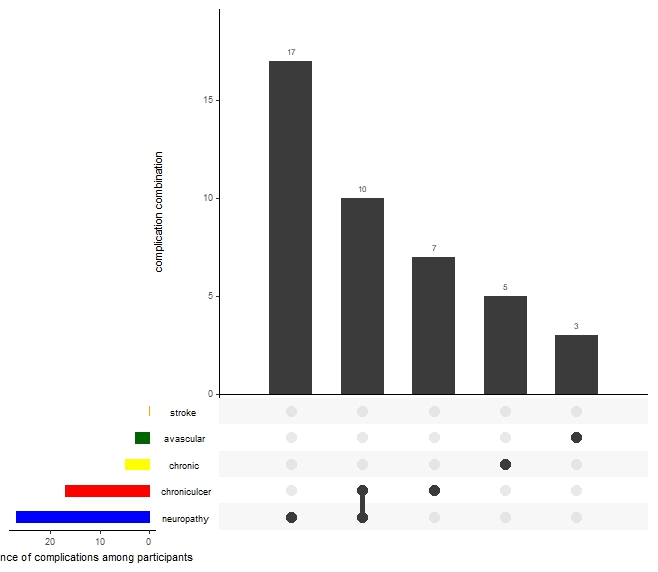 17
15
10
10
7
5
5
3
0
complication combination
stroke
avascular
chronic
chroniculcer
neuropathy
20 10 0
nce of complications among participants